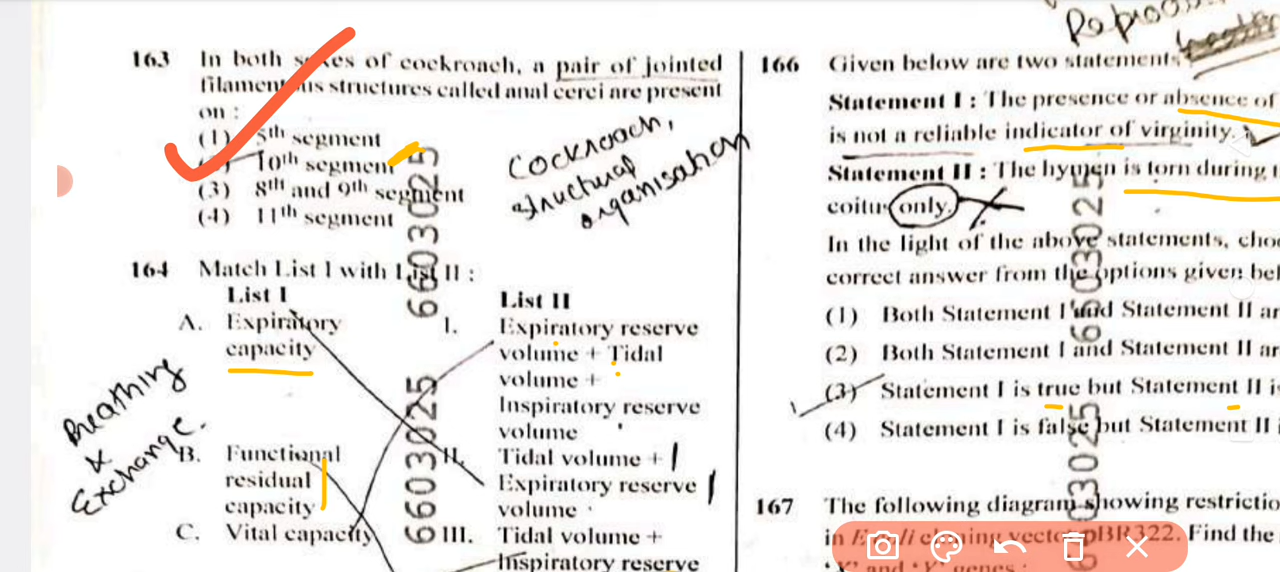 163 In both sexes of cockroach, a pair of jointed
filamentous structures called anal cerci are present
on :
(1) 5th segment
10th segment
(3) 8th and 9th segment
(4) 11th segment
Cockroach,
structural
organisation
6603025
164 Match List I with List II :
List I
List II
A. Expiratory
capacity
I. Expiratory reserve
volume + Tidal
volume +
Inspiratory reserve
volume
Breathing
&
Exchange.
B. Functional
residual
capacity
II. Tidal volume +
Expiratory reserve
volume
C. Vital capacity
III. Tidal volume +
Inspiratory reserve
6603025
166 Given below are two statements
Statement I : The presence or absence of
is not a reliable indicator of virginity.
Statement II : The hymen is torn during
coitus only.
In the light of the above statements,
correct answer from the options given
(1) Both Statement I and Statement II
(2) Both Statement I and Statement II
(3) Statement I is true but Statement II
(4) Statement I is false but Statement II
6603025
167 The following diagram showing
in E. coli cloning vector pBR322. Find the
'X' and 'Y' genes :